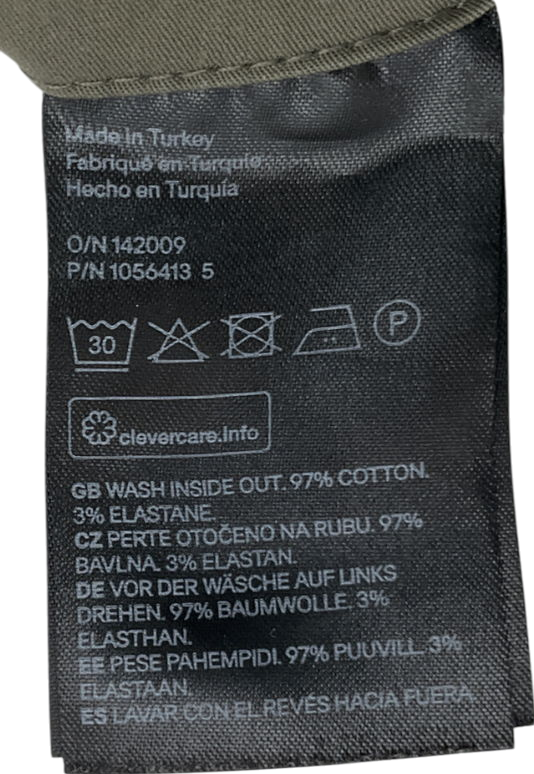 Made in Turkey
Fabriqué en Turquie
Hecho en Turquía
O/N 142009
P/N 1056413 5
30 P
clevercare.info
GB WASH INSIDE OUT. 97% COTTON.
3% ELASTANE.
CZ PERTE OTOČENO NA RUBU. 97%
BAVLNA. 3% ELASTAN.
DE VOR DER WÄSCHE AUF LINKS
DREHEN. 97% BAUMWOLLE. 3%
ELASTHAN.
EE PESE PAHEMPIDI. 97% PUUVILL. 3%
ELASTAAN.
ES LAVAR CON EL REVÉS HACIA FUERA.